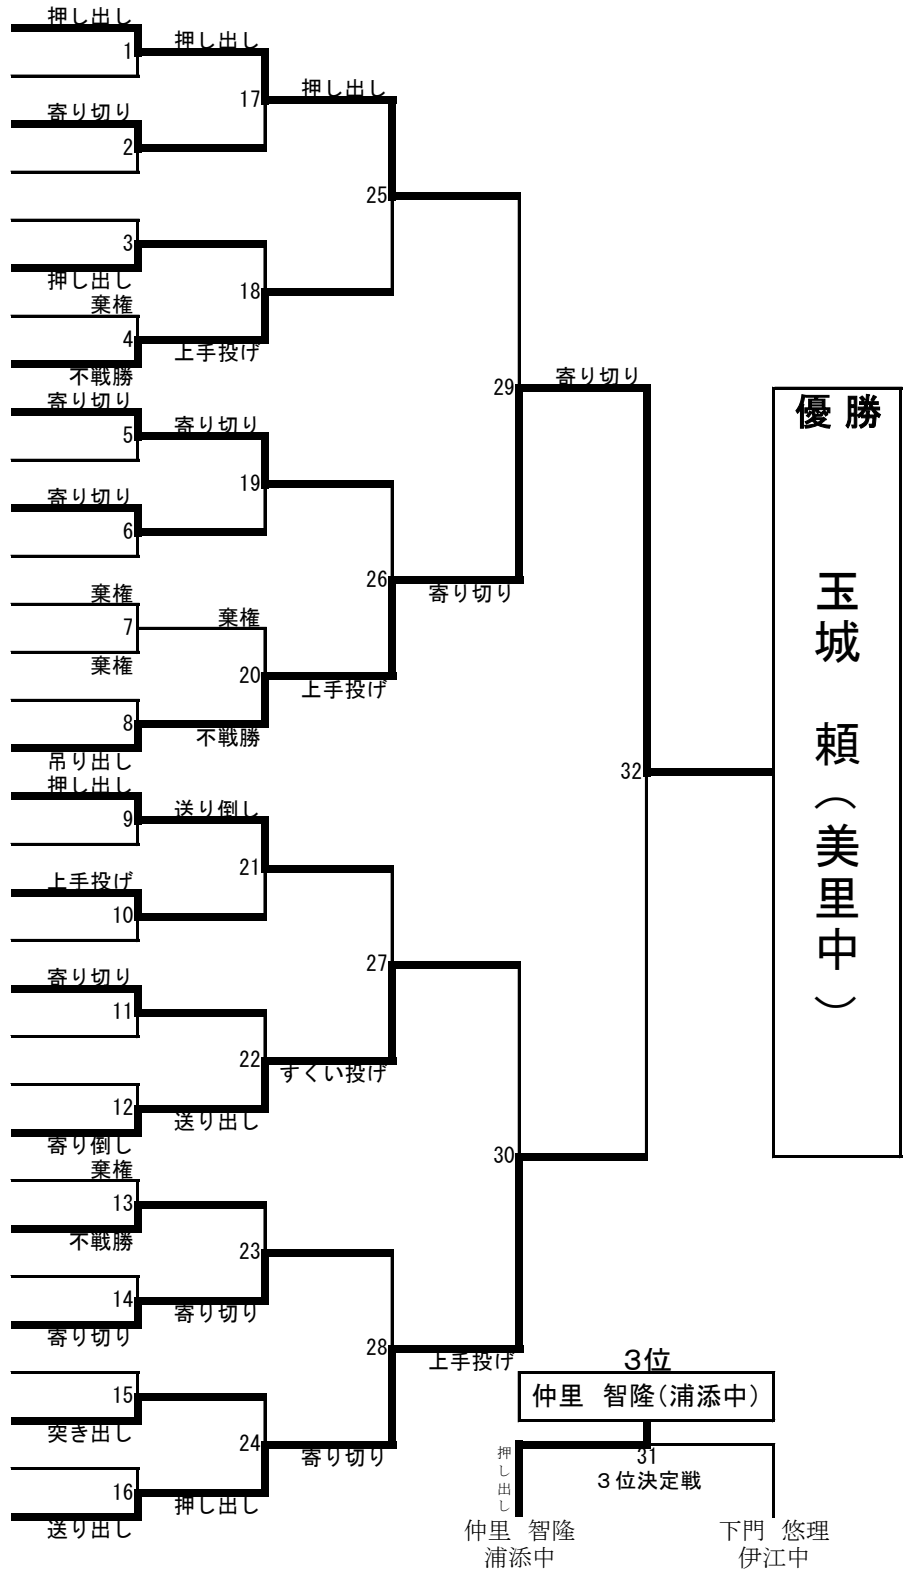 押し出し
1
押し出し
17
押し出し
寄り切り
2
25
3
押し出し
18
棄権
4
上手投げ
不戦勝
29
寄り切り
優勝
玉城 頼（美里中）
寄り切り
5
寄り切り
19
寄り切り
6
26
寄り切り
棄権
7
棄権
棄権
20
上手投げ
8
不戦勝
吊り出し
32
押し出し
9
送り倒し
21
上手投げ
10
27
寄り切り
11
22
すくい投げ
12
送り出し
寄り倒し
30
棄権
13
不戦勝
23
14
寄り切り
寄り切り
28
上手投げ
15
突き出し
24
寄り切り
16
押し出し
送り出し
３位
仲里 智隆（浦添中）
押し出し
31
３位決定戦
仲里 智隆
浦添中
下門 悠理
伊江中